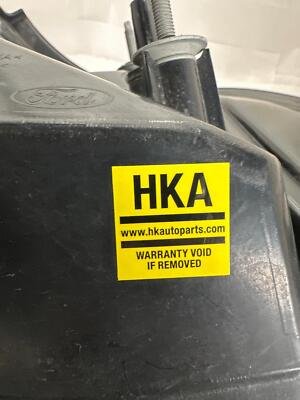 Ford
HKA
www.hkautoparts.com
WARRANTY VOID
IF REMOVED